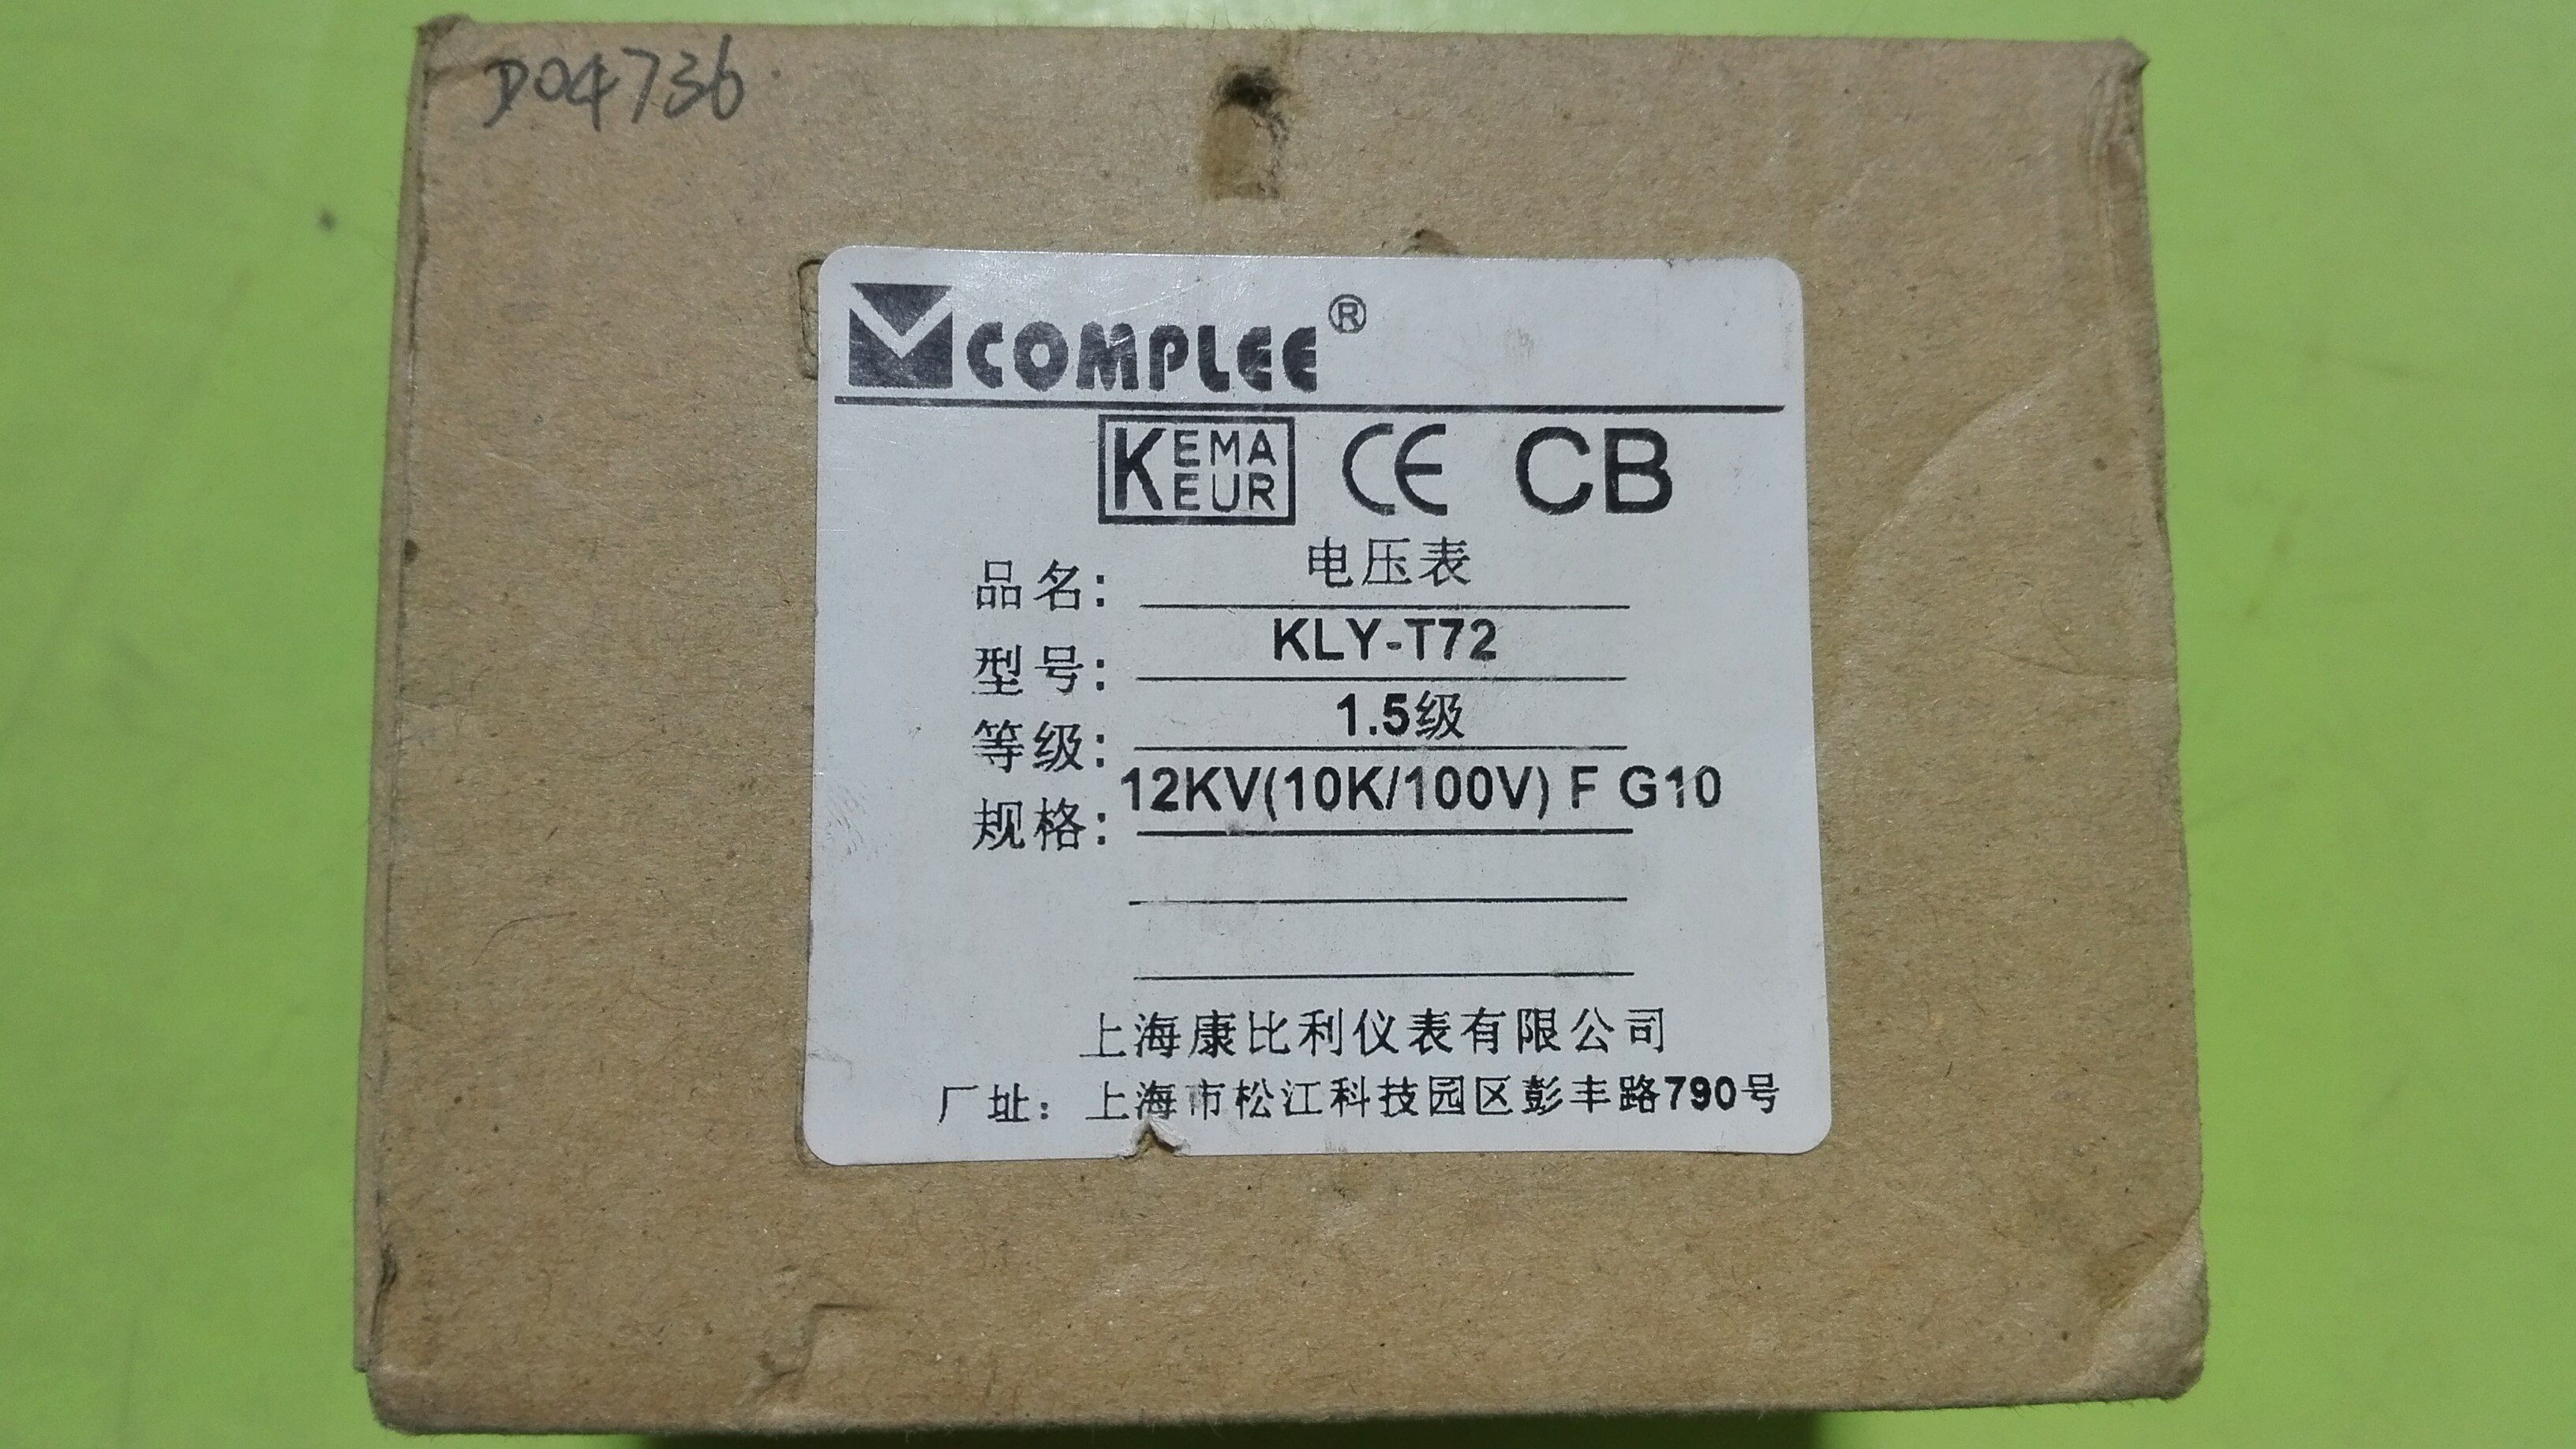 D04736
COMPLEE®
KEMA EUR CE CB
品名: 电压表
型号: KLY-T72
等级: 1.5级
规格: 12KV(10K/100V) F G10
上海康比利仪表有限公司
厂址: 上海市松江科技园区彭丰路790号